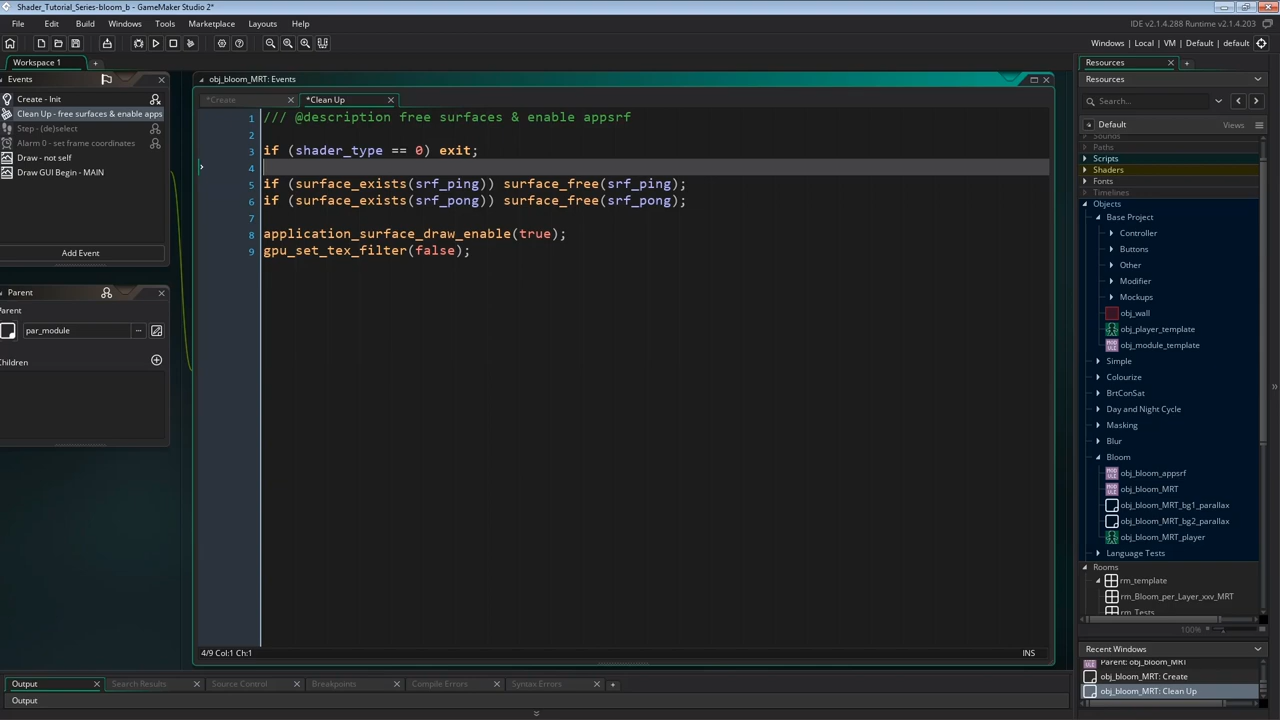 Shader_Tutorial_Series-bloom_b - GameMaker Studio 2*
File Edit Build Windows Tools Marketplace Layouts Help
IDE v2.1.4.288 Runtime v2.1.4.203
Windows | Local | VM | Default | default
Workspace 1
Events
Create - Init
Clean Up - free surfaces & enable apps
Step - (de)select
Alarm 0 - set frame coordinates
Draw - not self
Draw GUI Begin - MAIN
Add Event
Parent
Parent
par_module
Children
obj_bloom_MRT: Events
*Create
*Clean Up
1 /// @description free surfaces & enable appsrf
2
3 if (shader_type == 0) exit;
4
5 if (surface_exists(srf_ping)) surface_free(srf_ping);
6 if (surface_exists(srf_pong)) surface_free(srf_pong);
7
8 application_surface_draw_enable(true);
9 gpu_set_tex_filter(false);
4/9 Col:1 Ch:1
INS
Resources
Resources
Search...
Default
Views
Sounds
Paths
Scripts
Shaders
Fonts
Timelines
Objects
Base Project
Controller
Buttons
Other
Modifier
Mockups
obj_wall
obj_player_template
obj_module_template
Simple
Colourize
BrtConSat
Day and Night Cycle
Masking
Blur
Bloom
obj_bloom_appsrf
obj_bloom_MRT
obj_bloom_MRT_bg1_parallax
obj_bloom_MRT_bg2_parallax
obj_bloom_MRT_player
Language Tests
Rooms
rm_template
rm_Bloom_per_Layer_xxv_MRT
rm_Tests
100%
Recent Windows
Parent: obj_bloom_MRT
obj_bloom_MRT: Create
obj_bloom_MRT: Clean Up
Output
Search Results
Source Control
Breakpoints
Compile Errors
Syntax Errors
Output